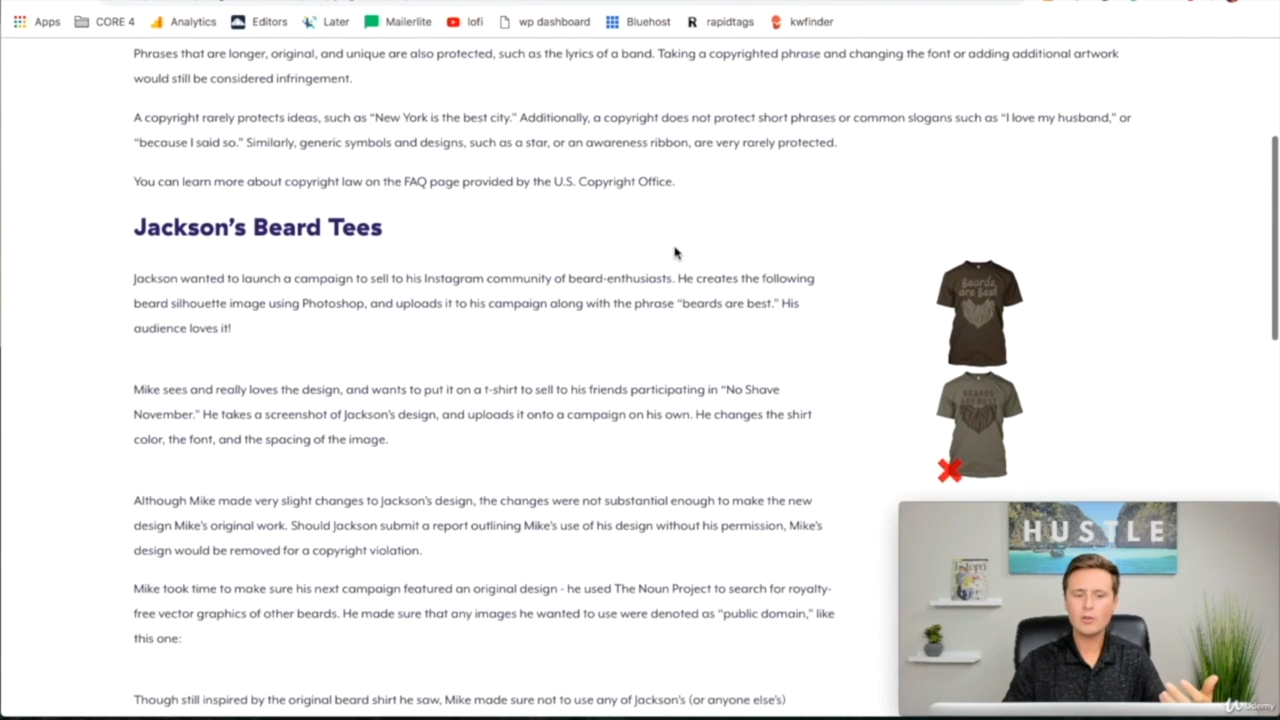 Apps
CORE 4
Analytics
Editors
Later
Mailerlite
lofi
wp dashboard
Bluehost
rapidtags
kwfinder
Phrases that are longer, original, and unique are also protected, such as the lyrics of a band. Taking a copyrighted phrase and changing the font or adding additional artwork
would still be considered infringement.
A copyright rarely protects ideas, such as “New York is the best city.” Additionally, a copyright does not protect short phrases or common slogans such as “I love my husband,” or
“because I said so.” Similarly, generic symbols and designs, such as a star, or an awareness ribbon, are very rarely protected.
You can learn more about copyright law on the FAQ page provided by the U.S. Copyright Office.
Jackson’s Beard Tees
Jackson wanted to launch a campaign to sell to his Instagram community of beard-enthusiasts. He creates the following
beard silhouette image using Photoshop, and uploads it to his campaign along with the phrase “beards are best.” His
audience loves it!
Beards
are Best
Mike sees and really loves the design, and wants to put it on a t-shirt to sell to his friends participating in “No Shave
November.” He takes a screenshot of Jackson’s design, and uploads it onto a campaign on his own. He changes the shirt
color, the font, and the spacing of the image.
BEARDS
ARE BEST
Although Mike made very slight changes to Jackson’s design, the changes were not substantial enough to make the new
design Mike’s original work. Should Jackson submit a report outlining Mike’s use of his design without his permission, Mike’s
design would be removed for a copyright violation.
Mike took time to make sure his next campaign featured an original design - he used The Noun Project to search for royalty-
free vector graphics of other beards. He made sure that any images he wanted to use were denoted as “public domain,” like
this one:
Though still inspired by the original beard shirt he saw, Mike made sure not to use any of Jackson’s (or anyone else’s)
HUSTLE
Udemy